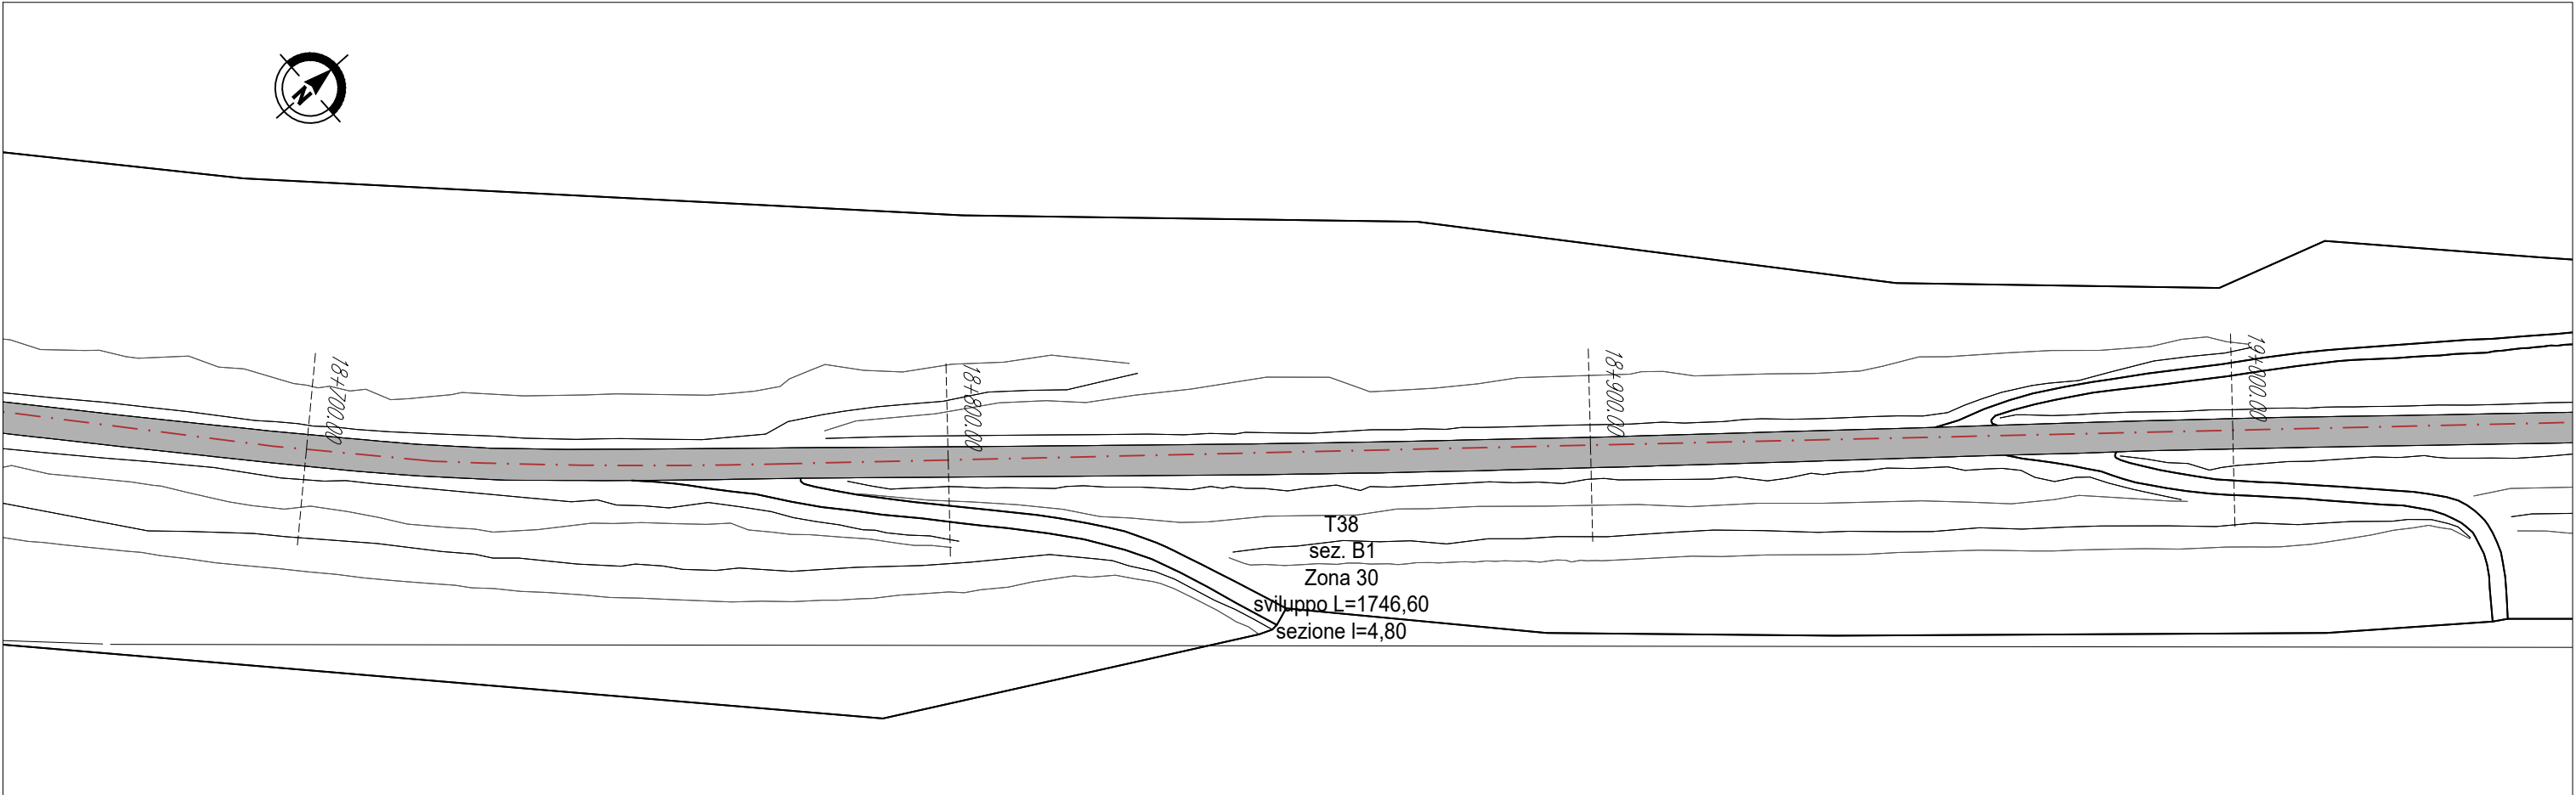 N
18+700.00
18+800.00
18+900.00
19+000.00
T38
sez. B1
Zona 30
sviluppo L=1746,60
sezione l=4,80